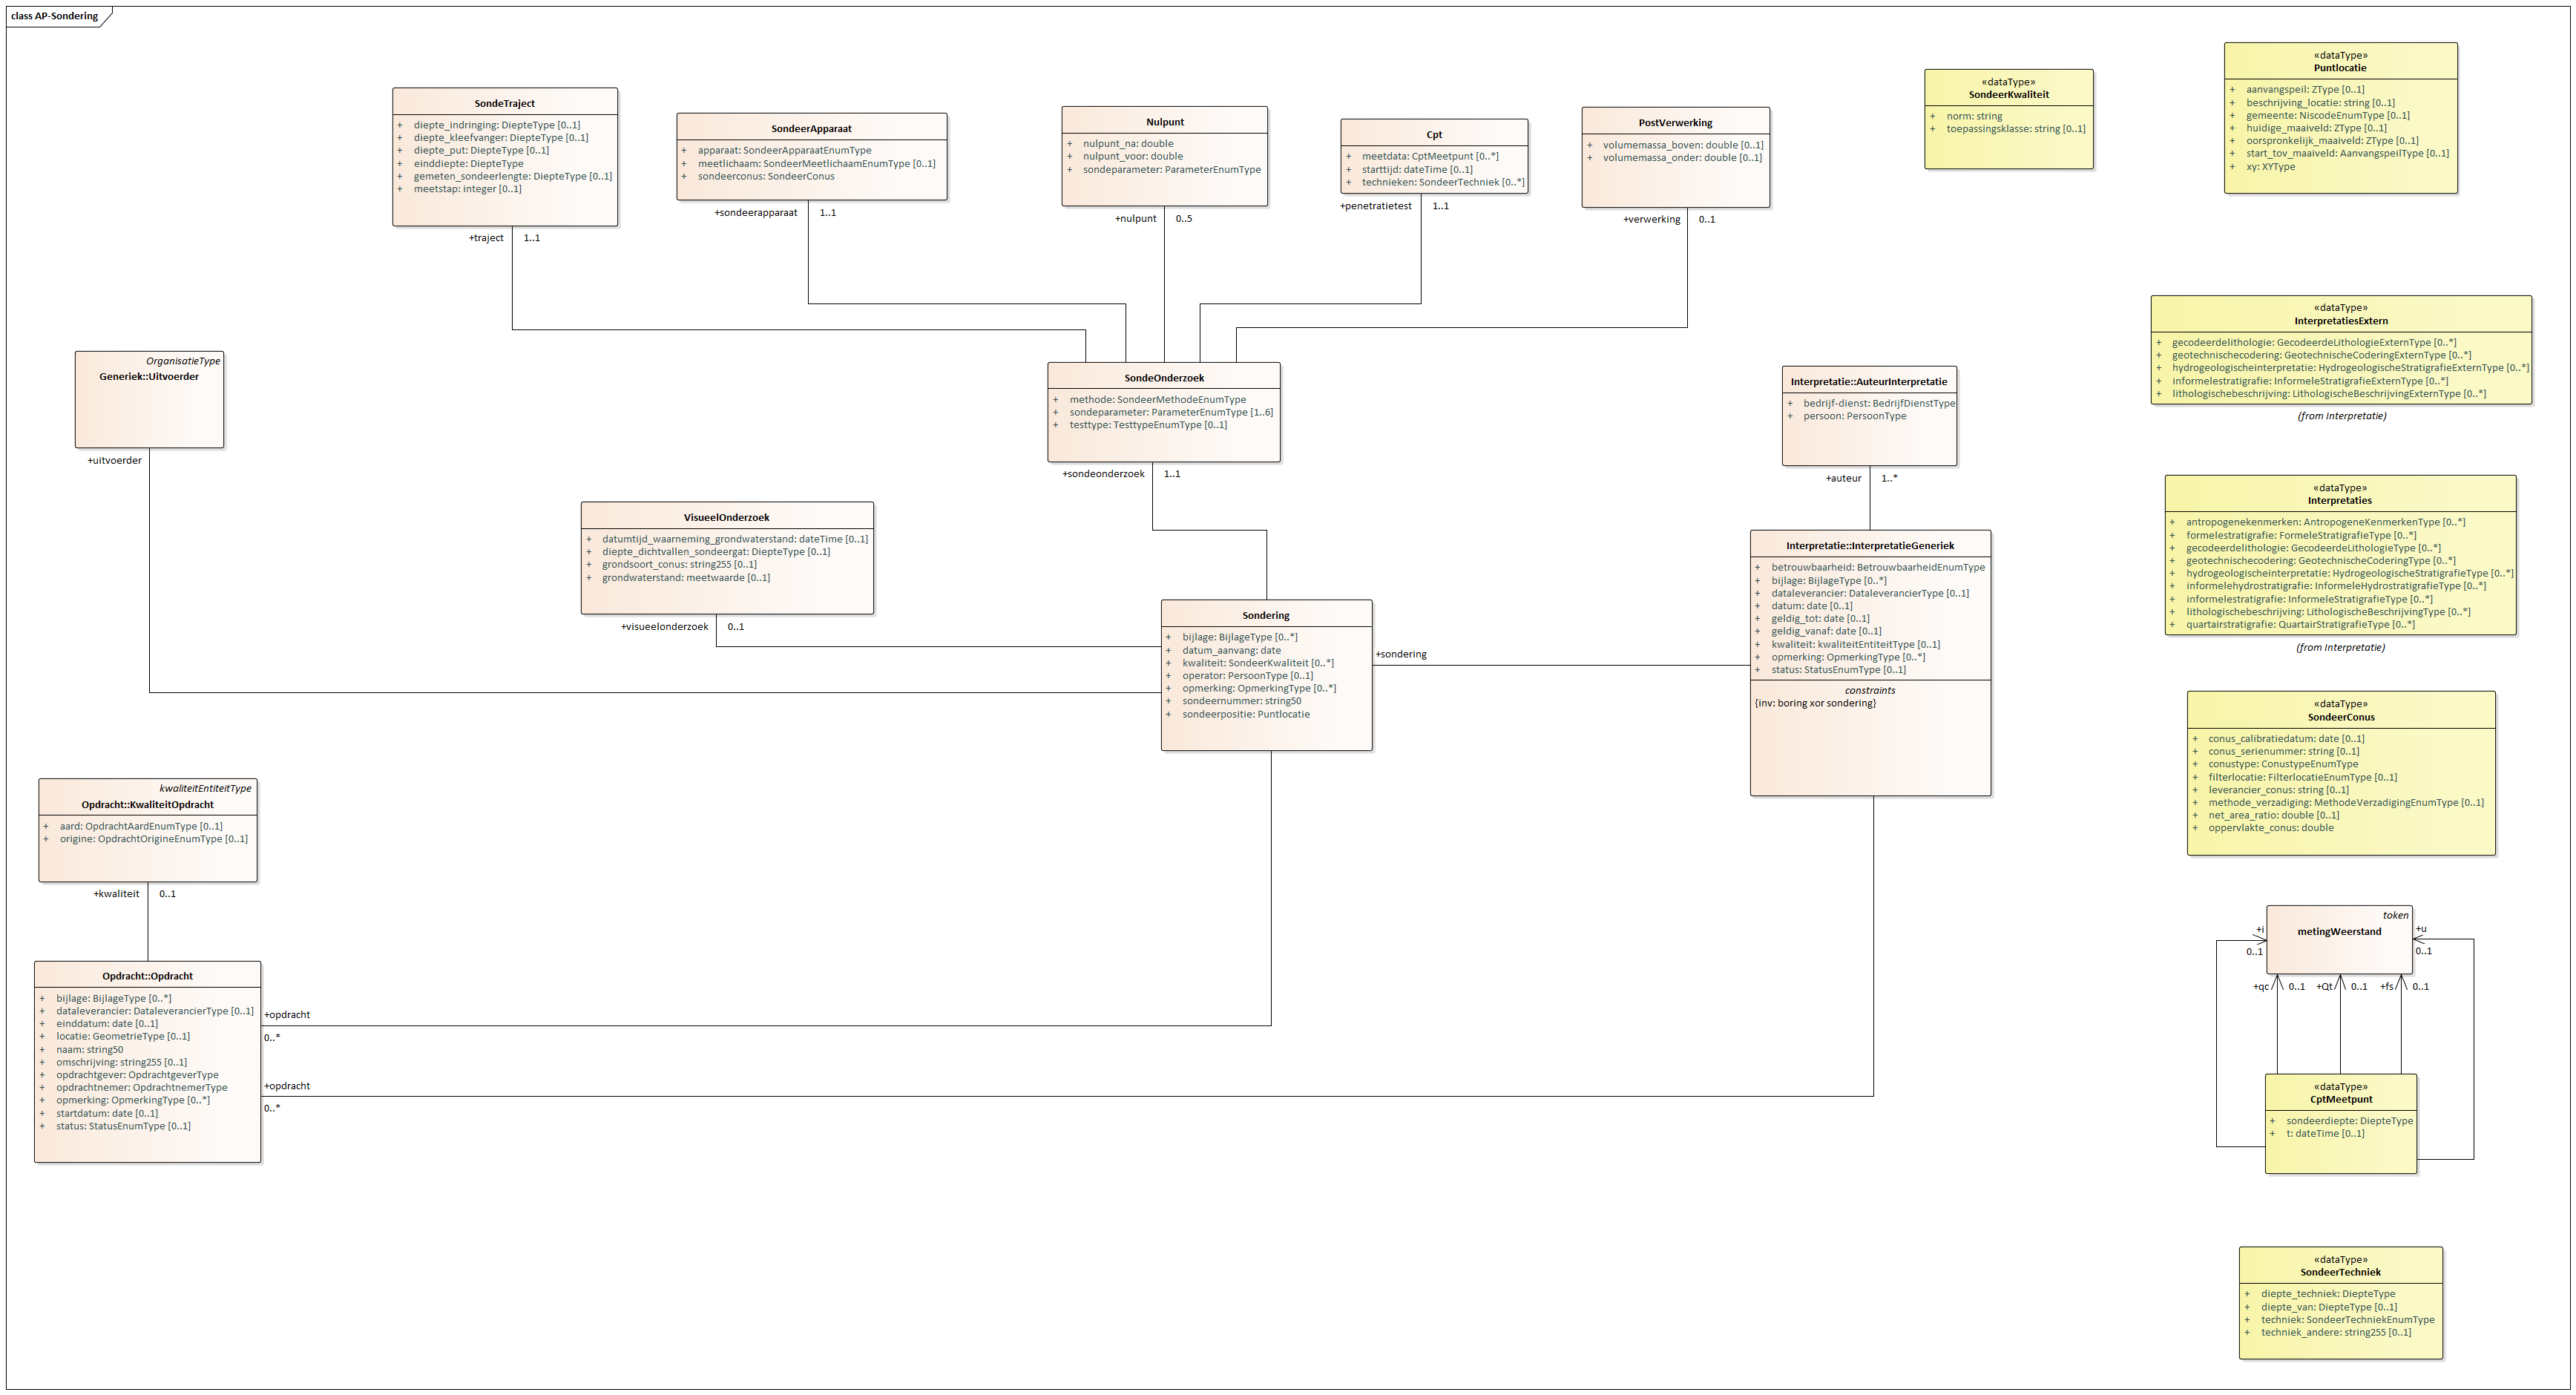 class AP-Sondering
SondeTraject
+ diepte_indringing: DiepteType [0..1]
+ diepte_kleefvanger: DiepteType [0..1]
+ diepte_put: DiepteType [0..1]
+ einddiepte: DiepteType
+ gemeten_sondeerlengte: DiepteType [0..1]
+ meetstap: integer [0..1]
+traject 1..1
SondeerApparaat
+ apparaat: SondeerApparaatEnumType
+ meetlichaam: SondeerMeetlichaamEnumType [0..1]
+ sondeerconus: SondeerConus
+sondeerapparaat 1..1
Nulpunt
+ nulpunt_na: double
+ nulpunt_voor: double
+ sondeparameter: ParameterEnumType
+nulpunt 0..5
Cpt
+ meetdata: CptMeetpunt [0..*]
+ starttijd: dateTime [0..1]
+ technieken: SondeerTechniek [0..*]
+penetratietest 1..1
PostVerwerking
+ volumemassa_boven: double [0..1]
+ volumemassa_onder: double [0..1]
+verwerking 0..1
«dataType»
SondeerKwaliteit
+ norm: string
+ toepassingsklasse: string [0..1]
«dataType»
Puntlocatie
+ aanvangspeil: ZType [0..1]
+ beschrijving_locatie: string [0..1]
+ gemeente: NiscodeEnumType [0..1]
+ huidige_maaiveld: ZType [0..1]
+ oorspronkelijk_maaiveld: ZType [0..1]
+ start_tov_maaiveld: AanvangspeilType [0..1]
+ xy: XYType
«dataType»
InterpretatiesExtern
+ gecodeerdelithologie: GecodeerdeLithologieExternType [0..*]
+ geotechnischecodering: GeotechnischeCoderingExternType [0..*]
+ hydrogeologischeinterpretatie: HydrogeologischeStratigrafieExternType [0..*]
+ informelestratigrafie: InformeleStratigrafieExternType [0..*]
+ lithologischebeschrijving: LithologischeBeschrijvingExternType [0..*]
(from Interpretatie)
OrganisatieType
Generiek::Uitvoerder
+uitvoerder
SondeOnderzoek
+ methode: SondeerMethodeEnumType
+ sondeparameter: ParameterEnumType [1..6]
+ testtype: TesttypeEnumType [0..1]
+sondeonderzoek 1..1
Interpretatie::AuteurInterpretatie
+ bedrijf-dienst: BedrijfDienstType
+ persoon: PersoonType
+auteur 1..*
«dataType»
Interpretaties
+ antropogenekenmerken: AntropogeneKenmerkenType [0..*]
+ formelestratigrafie: FormeleStratigrafieType [0..*]
+ gecodeerdelithologie: GecodeerdeLithologieType [0..*]
+ geotechnischecodering: GeotechnischeCoderingType [0..*]
+ hydrogeologischeinterpretatie: HydrogeologischeStratigrafieType [0..*]
+ informelehydrostratigrafie: InformeleHydrostratigrafieType [0..*]
+ informelestratigrafie: InformeleStratigrafieType [0..*]
+ lithologischebeschrijving: LithologischeBeschrijvingType [0..*]
+ quartairstratigrafie: QuartairStratigrafieType [0..*]
(from Interpretatie)
VisueelOnderzoek
+ datumtijd_waarneming_grondwaterstand: dateTime [0..1]
+ diepte_dichtvallen_sondeergat: DiepteType [0..1]
+ grondsoort_conus: string255 [0..1]
+ grondwaterstand: meetwaarde [0..1]
+visueelonderzoek 0..1
Sondering
+ bijlage: BijlageType [0..*]
+ datum_aanvang: date
+ kwaliteit: SondeerKwaliteit [0..*]
+ operator: PersoonType [0..1]
+ opmerking: OpmerkingType [0..*]
+ sondeernummer: string50
+ sondeerpositie: Puntlocatie
+sondering
Interpretatie::InterpretatieGeneriek
+ betrouwbaarheid: BetrouwbaarheidEnumType
+ bijlage: BijlageType [0..*]
+ dataleverancier: DataleverancierType [0..1]
+ datum: date [0..1]
+ geldig_tot: date [0..1]
+ geldig_vanaf: date [0..1]
+ kwaliteit: kwaliteitEntiteitType [0..1]
+ opmerking: OpmerkingType [0..*]
+ status: StatusEnumType [0..1]
constraints
{inv: boring xor sondering}
«dataType»
SondeerConus
+ conus_calibratiedatum: date [0..1]
+ conus_serienummer: string [0..1]
+ conustype: ConustypeEnumType
+ filterlocatie: FilterlocatieEnumType [0..1]
+ leverancier_conus: string [0..1]
+ methode_verzadiging: MethodeVerzadigingEnumType [0..1]
+ net_area_ratio: double [0..1]
+ oppervlakte_conus: double
kwaliteitEntiteitType
Opdracht::KwaliteitOpdracht
+ aard: OpdrachtAardEnumType [0..1]
+ origine: OpdrachtOrigineEnumType [0..1]
+kwaliteit 0..1
Opdracht::Opdracht
+ bijlage: BijlageType [0..*]
+ dataleverancier: DataleverancierType [0..1]
+ einddatum: date [0..1]
+ locatie: GeometrieType [0..1]
+ naam: string50
+ omschrijving: string255 [0..1]
+ opdrachtgever: OpdrachtgeverType
+ opdrachtnemer: OpdrachtnemerType
+ opmerking: OpmerkingType [0..*]
+ startdatum: date [0..1]
+ status: StatusEnumType [0..1]
+opdracht
0..*
+opdracht
0..*
token
metingWeerstand
+i
0..1
+u
0..1
+qc 0..1 +Qt 0..1 +fs 0..1
«dataType»
CptMeetpunt
+ sondeerdiepte: DiepteType
+ t: dateTime [0..1]
«dataType»
SondeerTechniek
+ diepte_techniek: DiepteType
+ diepte_van: DiepteType [0..1]
+ techniek: SondeerTechniekEnumType
+ techniek_andere: string255 [0..1]